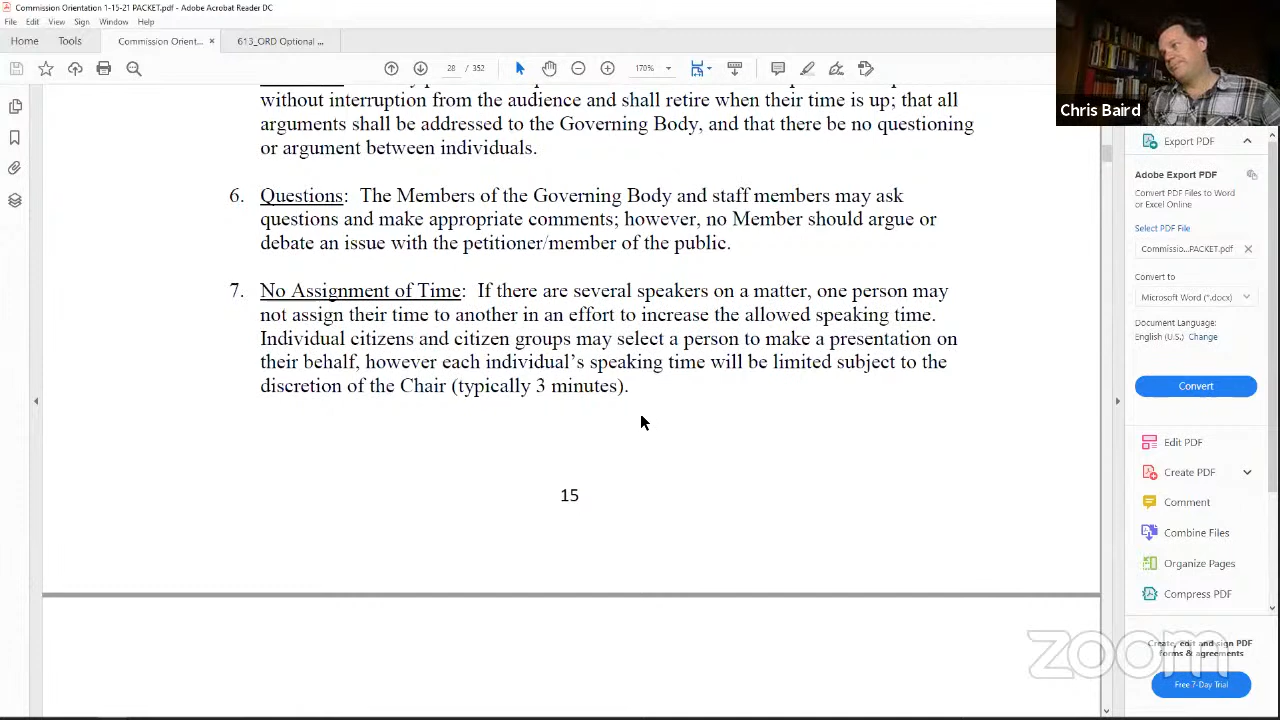 Commission Orientation 1-15-21 PACKET.pdf - Adobe Acrobat Reader DC
File Edit View Sign Window Help
Home Tools Commission Orient... × 613_ORD Optional ...
28 / 352 170%
without interruption from the audience and shall retire when their time is up; that all
arguments shall be addressed to the Governing Body, and that there be no questioning
or argument between individuals.
6. Questions: The Members of the Governing Body and staff members may ask
questions and make appropriate comments; however, no Member should argue or
debate an issue with the petitioner/member of the public.
7. No Assignment of Time: If there are several speakers on a matter, one person may
not assign their time to another in an effort to increase the allowed speaking time.
Individual citizens and citizen groups may select a person to make a presentation on
their behalf, however each individual's speaking time will be limited subject to the
discretion of the Chair (typically 3 minutes).
15
Chris Baird
Export PDF
Adobe Export PDF
Convert PDF Files to Word
or Excel Online
Select PDF File
Commissio...PACKET.pdf ×
Convert to
Microsoft Word (*.docx)
Document Language:
English (U.S.) Change
Convert
Edit PDF
Create PDF
Comment
Combine Files
Organize Pages
Compress PDF
zoom
Create, edit and sign PDF
forms & agreements
Free 7-Day Trial